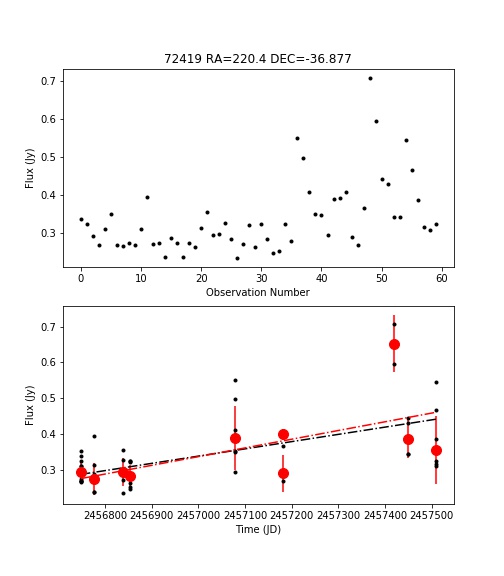 72419 RA=220.4 DEC=-36.877
0.7
0.6
0.5
0.4
0.3
Flux (Jy)
0 10 20 30 40 50 60
Observation Number
0.7
0.6
0.5
0.4
0.3
Flux (Jy)
2456800 2456900 2457000 2457100 2457200 2457300 2457400 2457500
Time (JD)